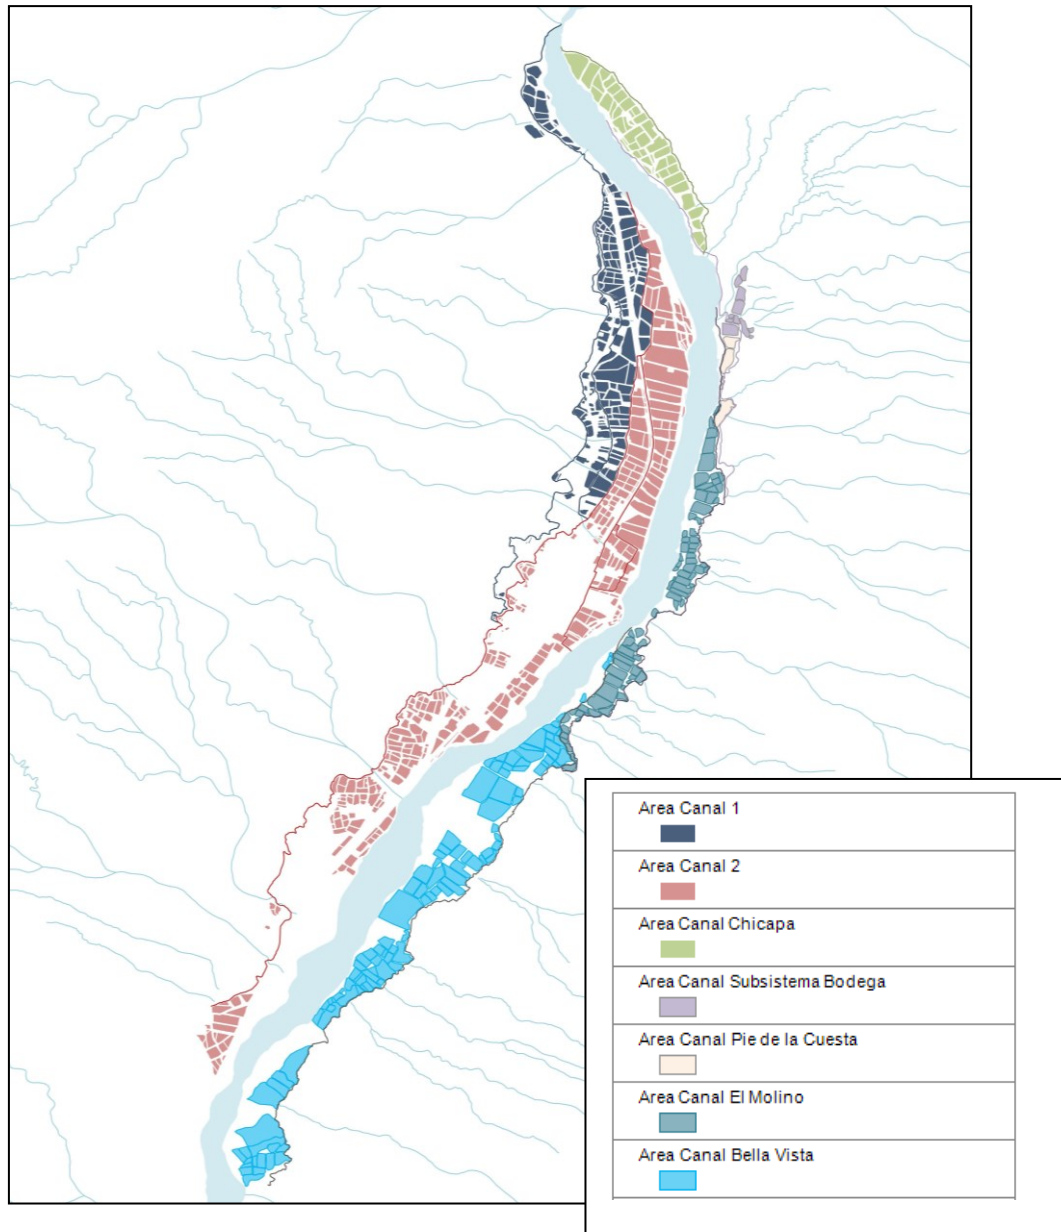 Area Canal 1
Area Canal 2
Area Canal Chicapa
Area Canal Subsistema Bodega
Area Canal Pie de la Cuesta
Area Canal El Molino
Area Canal Bella Vista